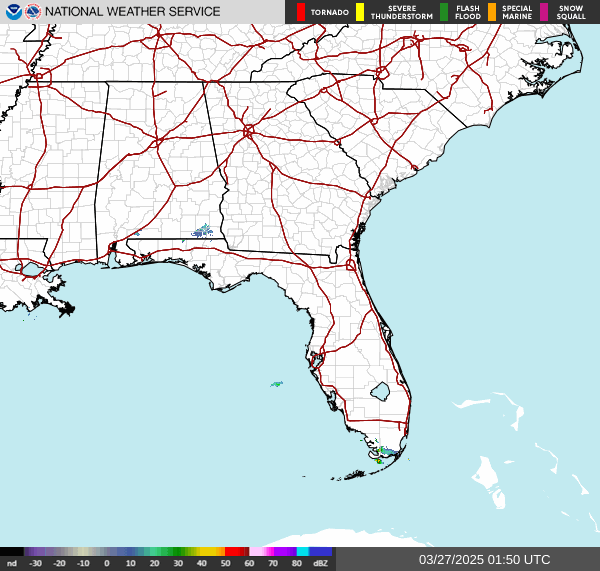 NATIONAL WEATHER SERVICE
TORNADO
SEVERE THUNDERSTORM
FLASH FLOOD
SPECIAL MARINE
SNOW SQUALL
nd -30 -20 -10 0 10 20 30 40 50 60 70 80 dBZ
03/27/2025 01:50 UTC